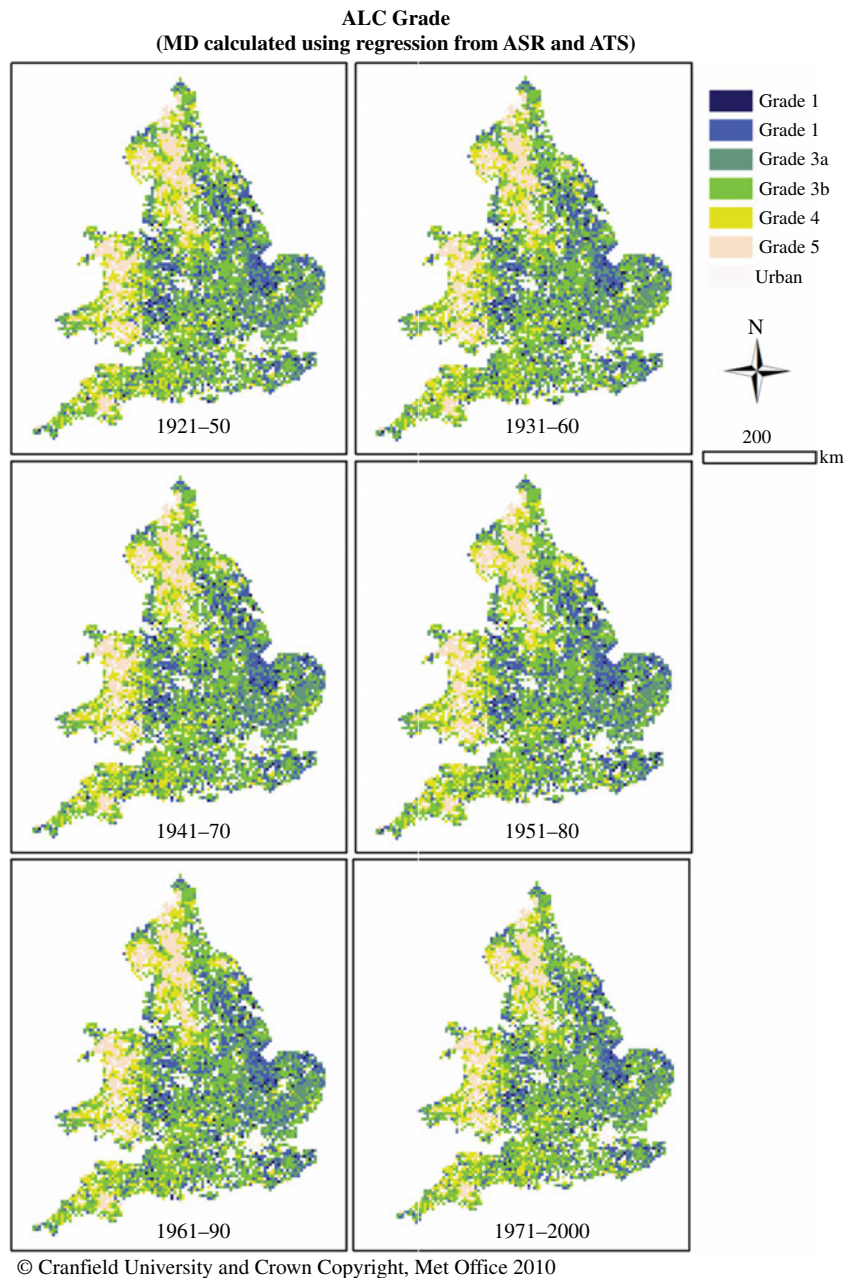 ALC Grade
(MD calculated using regression from ASR and ATS)
Grade 1
Grade 1
Grade 3a
Grade 3b
Grade 4
Grade 5
Urban
N
200
km
1921–50
1931–60
1941–70
1951–80
1961–90
1971–2000
© Cranfield University and Crown Copyright, Met Office 2010